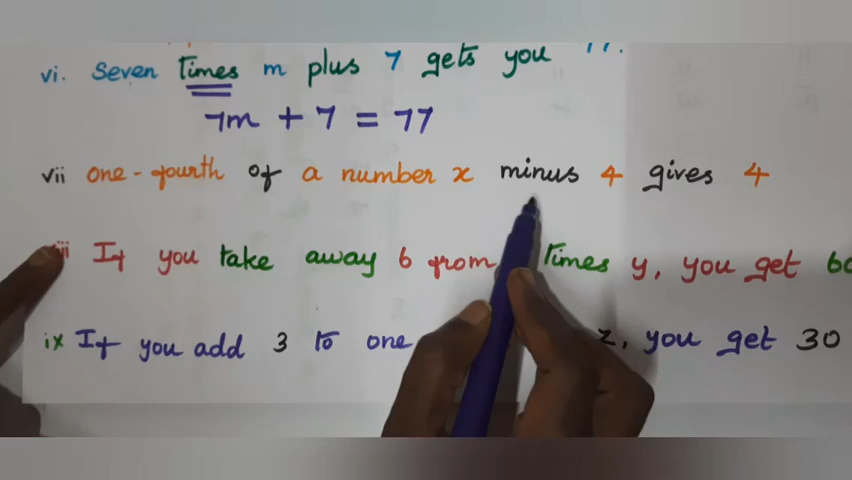 vi. Seven times m plus 7 gets you 77.
7m + 7 = 77
vii one-fourth of a number x minus 4 gives 4
If you take away 6 from times y, you get 60
ix If you add 3 to one z, you get 30